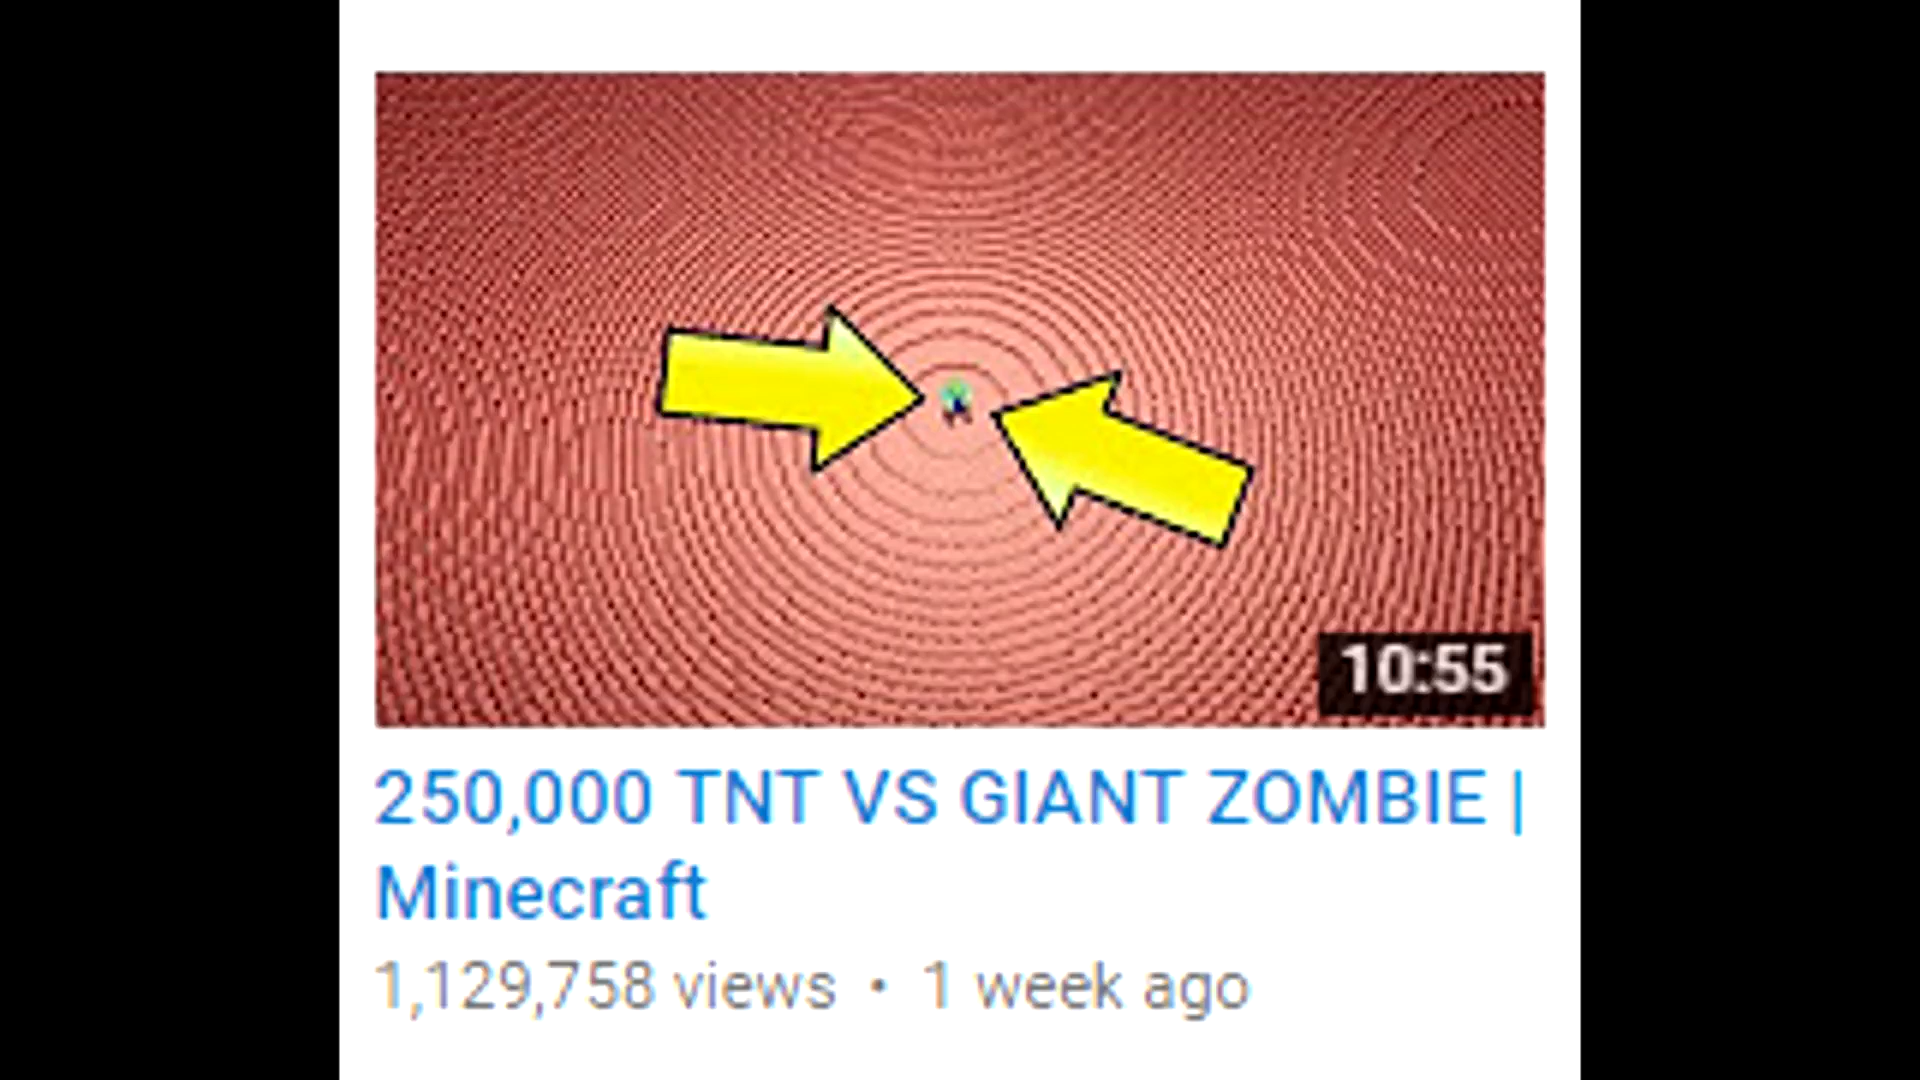 10:55
250,000 TNT VS GIANT ZOMBIE |
Minecraft
1,129,758 views • 1 week ago